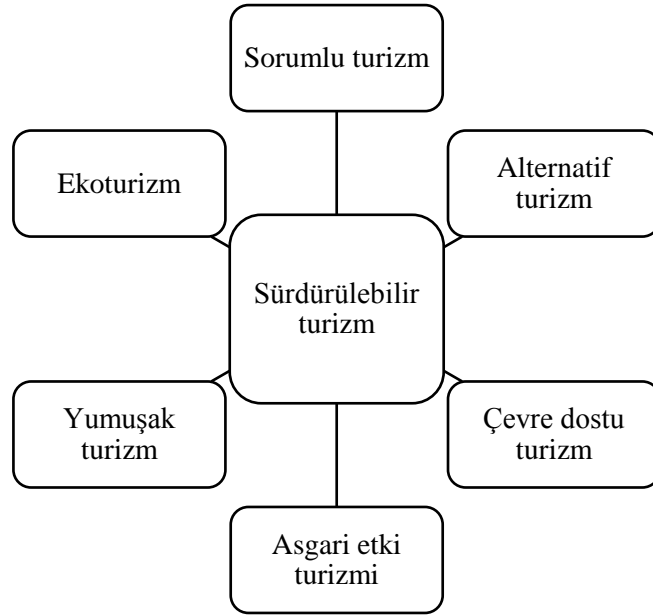 Sorumlu turizm
Ekoturizm
Alternatif
turizm
Sürdürülebilir
turizm
Yumuşak
turizm
Çevre dostu
turizm
Asgari etki
turizmi